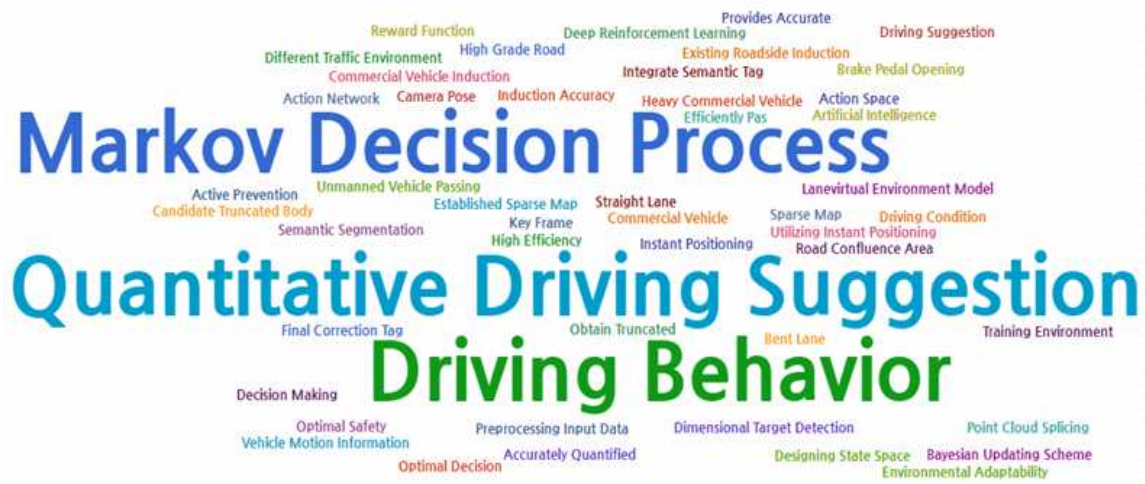 Provides Accurate
Reward Function
Deep Reinforcement Learning
Driving Suggestion
Different Traffic Environment
High Grade Road
Existing Roadside Induction
Commercial Vehicle Induction
Integrate Semantic Tag
Brake Pedal Opening
Action Network
Camera Pose
Induction Accuracy
Heavy Commercial Vehicle
Action Space
Efficiently Pas
Artificial Intelligence
Markov Decision Process
Active Prevention
Unmanned Vehicle Passing
Lanevirtual Environment Model
Candidate Truncated Body
Established Sparse Map
Straight Lane
Semantic Segmentation
Key Frame
Commercial Vehicle
Sparse Map
Driving Condition
High Efficiency
Instant Positioning
Utilizing Instant Positioning
Road Confluence Area
Quantitative Driving Suggestion
Final Correction Tag
Obtain Truncated
Bent Lane
Training Environment
Driving Behavior
Decision Making
Optimal Safety
Preprocessing Input Data
Dimensional Target Detection
Point Cloud Splicing
Vehicle Motion Information
Accurately Quantified
Designing State Space
Bayesian Updating Scheme
Optimal Decision
Environmental Adaptability